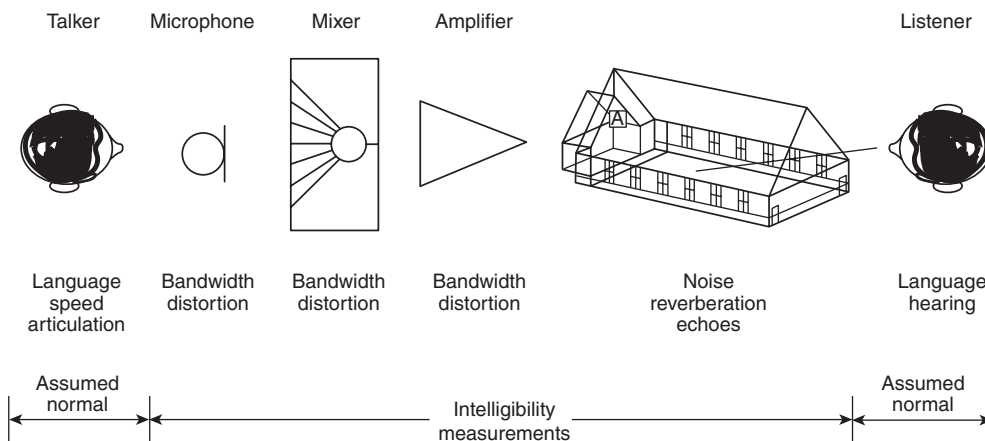 Talker
Microphone
Mixer
Amplifier
Listener
A
Language
speed
articulation
Bandwidth
distortion
Bandwidth
distortion
Bandwidth
distortion
Noise
reverberation
echoes
Language
hearing
Assumed
normal
Intelligibility
measurements
Assumed
normal